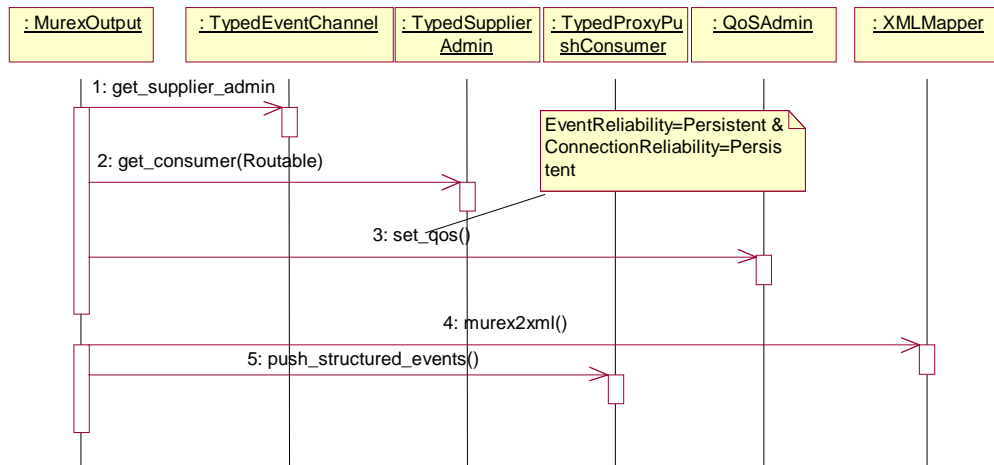 : MurexOutput
: TypedEventChannel
: TypedSupplier
Admin
: TypedProxyPu
shConsumer
: QoSAdmin
: XMLMapper
1: get_supplier_admin
EventReliability=Persistent &
ConnectionReliability=Persis
tent
2: get_consumer(Routable)
3: set_qos()
4: murex2xml()
5: push_structured_events()